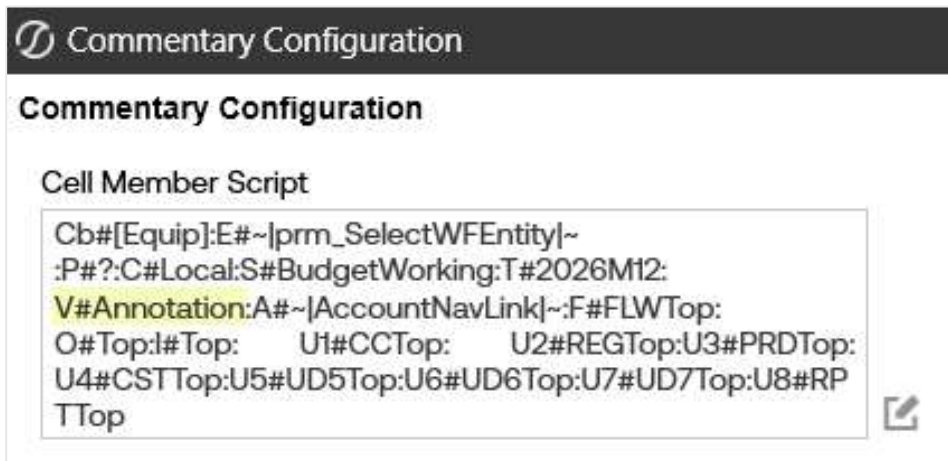 Commentary Configuration
Commentary Configuration
Cell Member Script
Cb#[Equip]:E#~|prm_SelectWFEntity|~
:P#?:C#Local:S#BudgetWorking:T#2026M12:
V#Annotation:A#~|AccountNavLink|~:F#FLWTop:
O#Top:I#Top: U1#CCTop: U2#REGTop:U3#PRDTop:
U4#CSTTop:U5#UD5Top:U6#UD6Top:U7#UD7Top:U8#RP
TTop